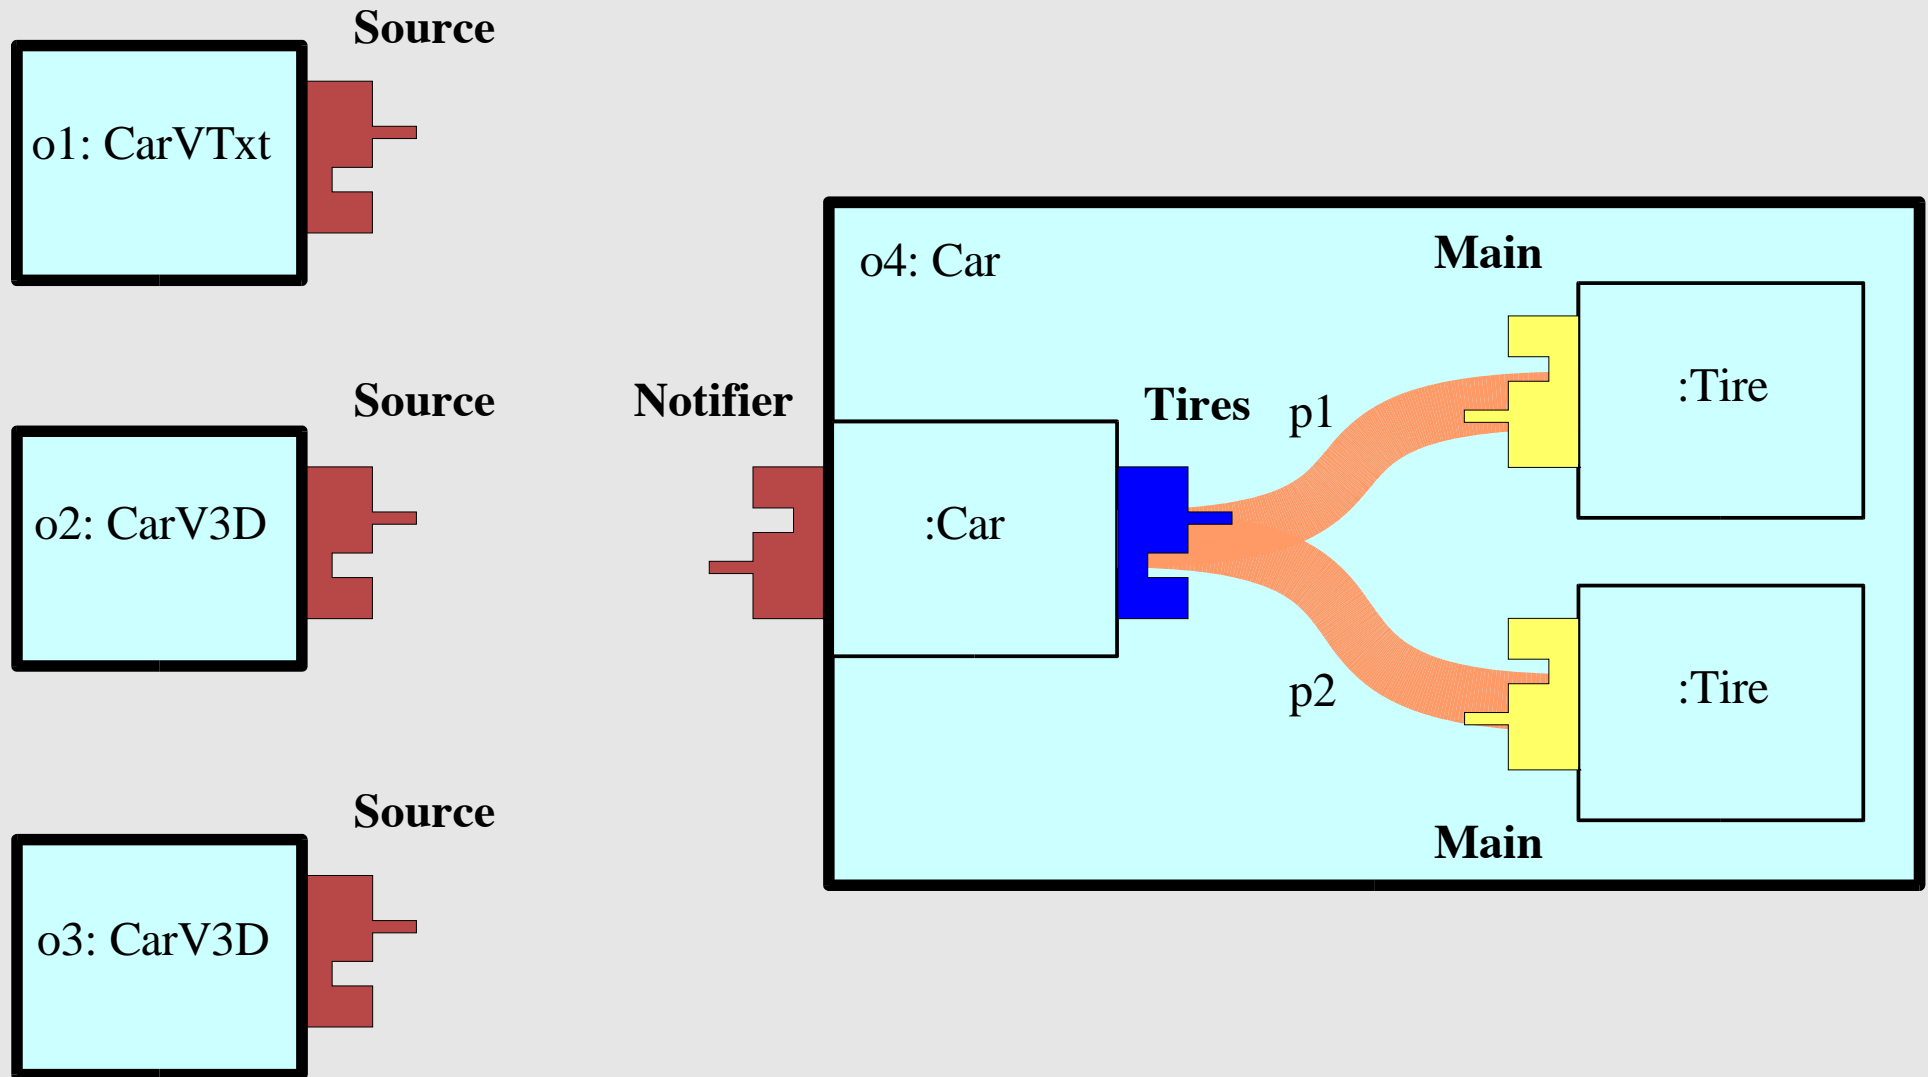 Source
o1: CarVTxt
o4: Car
Main
:Tire
Source
Notifier
Tires
p1
o2: CarV3D
:Car
p2
:Tire
Source
Main
o3: CarV3D